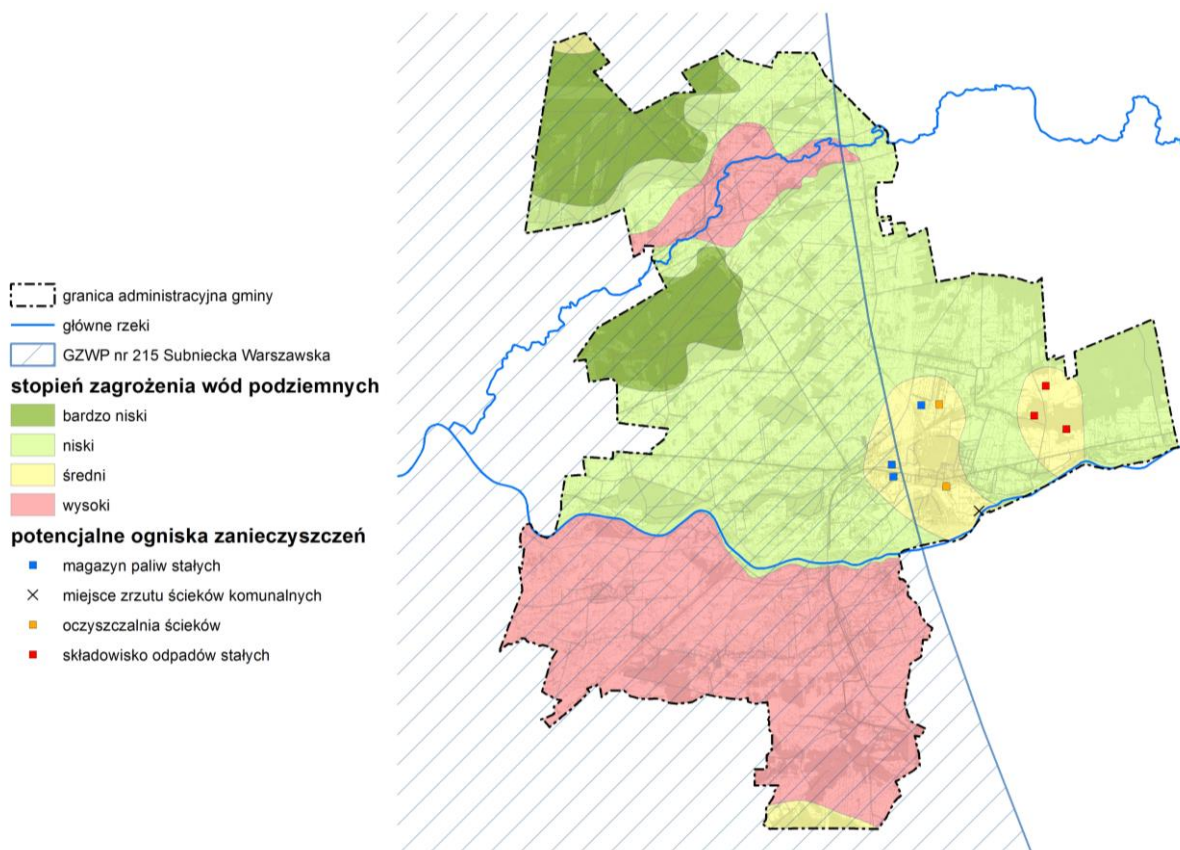 granica administracyjna gminy
główne rzeki
GZWP nr 215 Subniecka Warszawska
stopień zagrożenia wód podziemnych
bardzo niski
niski
średni
wysoki
potencjalne ogniska zanieczyszczeń
magazyn paliw stałych
miejsce zrzutu ścieków komunalnych
oczyszczalnia ścieków
składowisko odpadów stałych